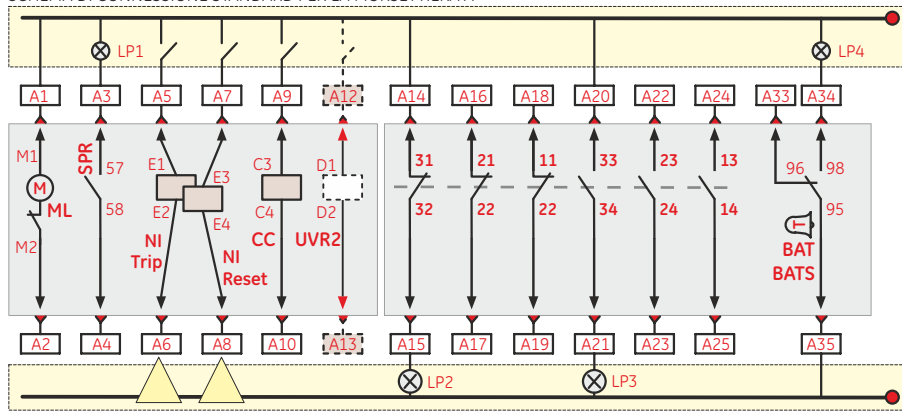 LP1
LP4
A1 A3 A5 A7 A9 A12 A14 A16 A18 A20 A22 A24 A33 A34
M1 SPR 57 E1 E3 C3 D1 31 21 11 33 23 13 96 98
M ML 58 E2 E4 C4 D2 32 22 22 34 24 14 95
M2 NI Trip NI Reset CC UVR2 T BAT BATS
A2 A4 A6 A8 A10 A13 A15 A17 A19 A21 A23 A25 A35
LP2 LP3